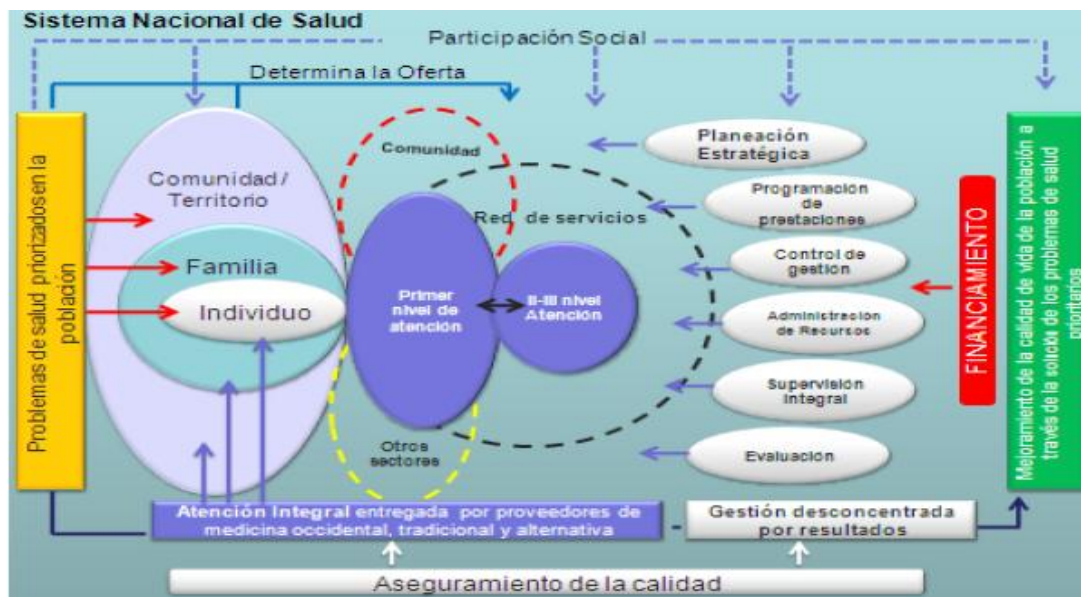 Sistema Nacional de Salud
Participación Social
Determina la Oferta
Problemas de salud priorizadosen la
población
Comunidad /
Territorio
Familia
Individuo
Comunidad
Red de servicios
Primer
nivel de
atención
II-III nivel
Atención
Otros
sectores
Planeación
Estratégica
Programación
de
prestaciones
Control de
gestión
Administración
de Recursos
Supervisión
Integral
Evaluación
FINANCIAMIENTO
Mejoramiento de la calidad de vida de la población a
través de la solución de los problemas de salud
prioritarios
Atención Integral entregada por proveedores de
medicina occidental, tradicional y alternativa
Gestión desconcentrada
por resultados
Aseguramiento de la calidad